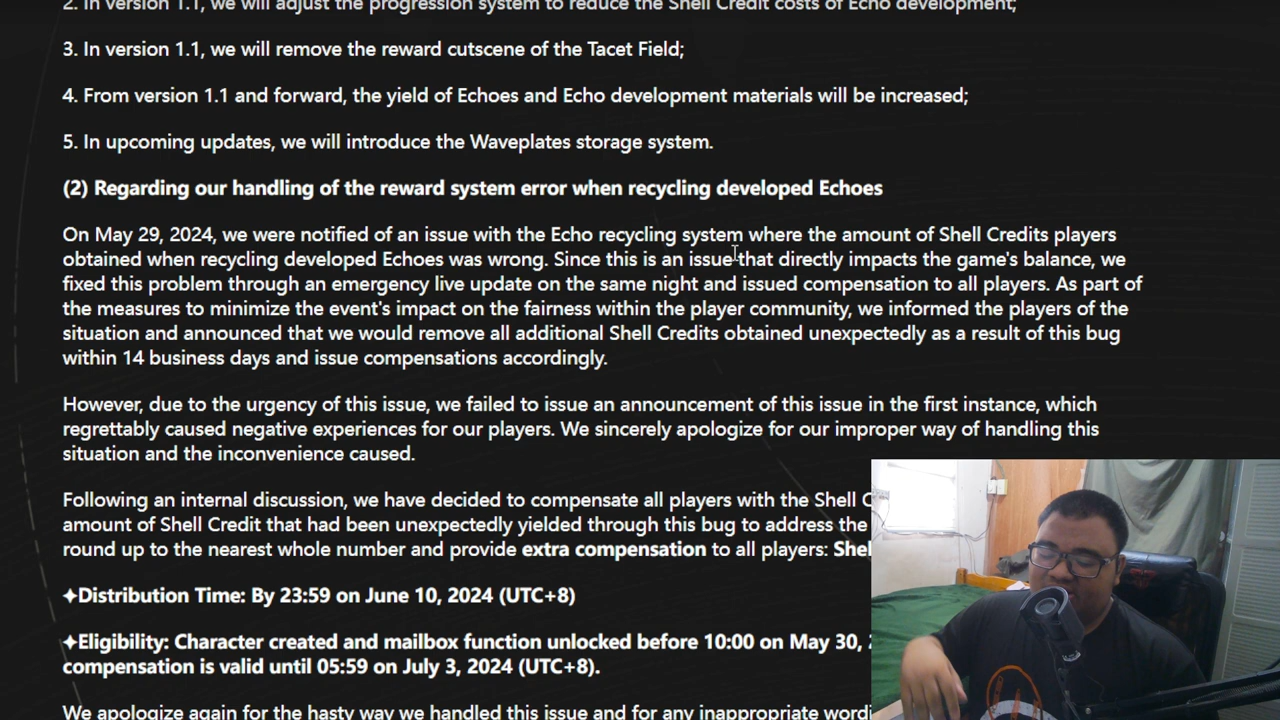 2. In version 1.1, we will adjust the progression system to reduce the Shell Credit costs of Echo development;
3. In version 1.1, we will remove the reward cutscene of the Tacet Field;
4. From version 1.1 and forward, the yield of Echoes and Echo development materials will be increased;
5. In upcoming updates, we will introduce the Waveplates storage system.
(2) Regarding our handling of the reward system error when recycling developed Echoes
On May 29, 2024, we were notified of an issue with the Echo recycling system where the amount of Shell Credits players
obtained when recycling developed Echoes was wrong. Since this is an issue that directly impacts the game's balance, we
fixed this problem through an emergency live update on the same night and issued compensation to all players. As part of
the measures to minimize the event's impact on the fairness within the player community, we informed the players of the
situation and announced that we would remove all additional Shell Credits obtained unexpectedly as a result of this bug
within 14 business days and issue compensations accordingly.
However, due to the urgency of this issue, we failed to issue an announcement of this issue in the first instance, which
regrettably caused negative experiences for our players. We sincerely apologize for our improper way of handling this
situation and the inconvenience caused.
Following an internal discussion, we have decided to compensate all players with the Shell C
amount of Shell Credit that had been unexpectedly yielded through this bug to address the
round up to the nearest whole number and provide extra compensation to all players: Shel
✦Distribution Time: By 23:59 on June 10, 2024 (UTC+8)
✦Eligibility: Character created and mailbox function unlocked before 10:00 on May 30,
compensation is valid until 05:59 on July 3, 2024 (UTC+8).
We apologize again for the hasty way we handled this issue and for any inappropriate wordi